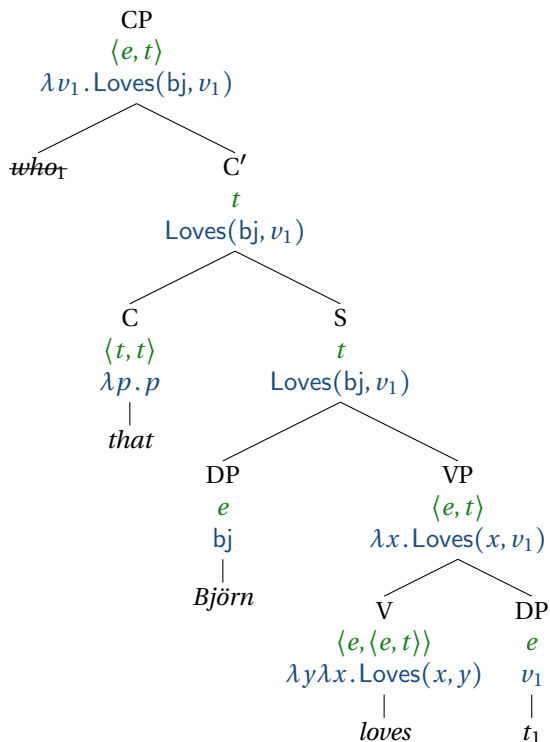 CP
⟨e, t⟩
λv₁.Loves(bj, v₁)
who₁ C′
t
Loves(bj, v₁)
C S
⟨t, t⟩ t
λp.p Loves(bj, v₁)
that
DP VP
e ⟨e, t⟩
bj λx.Loves(x, v₁)
Björn V DP
⟨e, ⟨e, t⟩⟩ e
λyλx.Loves(x, y) v₁
loves t₁